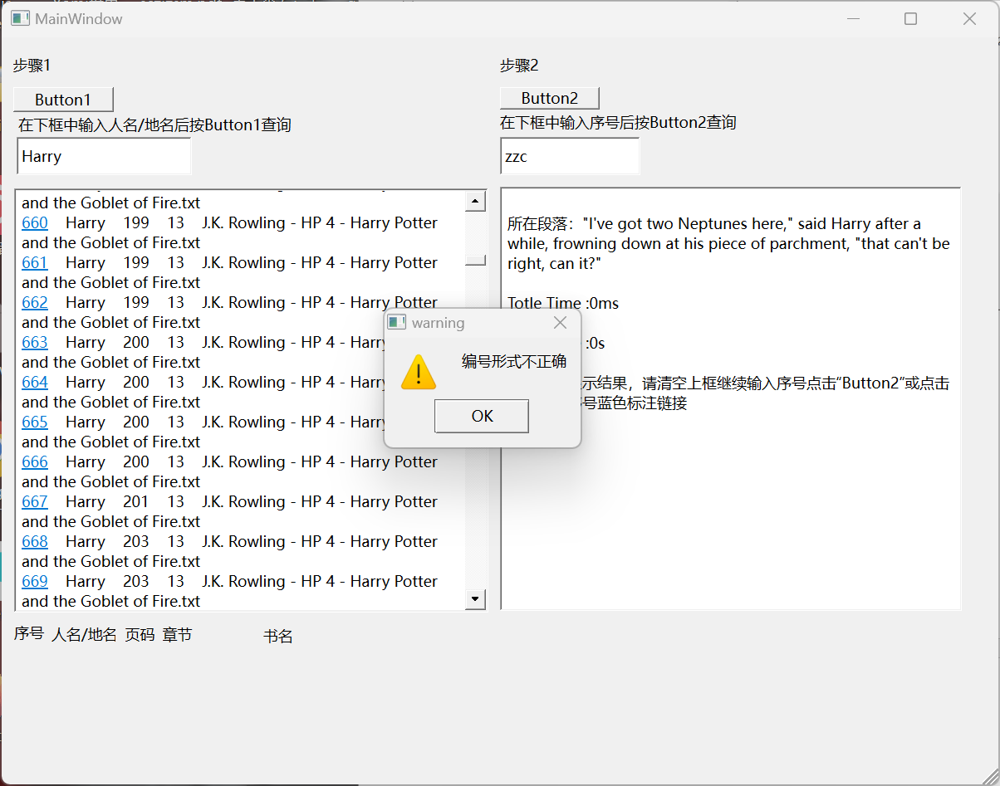 MainWindow
步骤1
Button1
在下框中输入人名/地名后按Button1查询
Harry
and the Goblet of Fire.txt
660 Harry 199 13 J.K. Rowling - HP 4 - Harry Potter
and the Goblet of Fire.txt
661 Harry 199 13 J.K. Rowling - HP 4 - Harry Potter
and the Goblet of Fire.txt
662 Harry 199 13 J.K. Rowling - HP 4 - Harry Potter
and the Goblet of Fire.txt
663 Harry 200 13 J.K. Rowling - HP 4 - Harry
and the Goblet of Fire.txt
664 Harry 200 13 J.K. Rowling - HP 4 - Harry
and the Goblet of Fire.txt
665 Harry 200 13 J.K. Rowling - HP 4 - Harry
and the Goblet of Fire.txt
666 Harry 200 13 J.K. Rowling - HP 4 - Harry Potter
and the Goblet of Fire.txt
667 Harry 201 13 J.K. Rowling - HP 4 - Harry Potter
and the Goblet of Fire.txt
668 Harry 203 13 J.K. Rowling - HP 4 - Harry Potter
and the Goblet of Fire.txt
669 Harry 203 13 J.K. Rowling - HP 4 - Harry Potter
and the Goblet of Fire.txt
序号 人名/地名 页码 章节 书名
步骤2
Button2
在下框中输入序号后按Button2查询
zzc
所在段落："I've got two Neptunes here," said Harry after a
while, frowning down at his piece of parchment, "that can't be
right, can it?"
Totle Time :0ms
:0s
示结果，请清空上框继续输入序号点击“Button2”或点击
号蓝色标注链接
warning
编号形式不正确
OK